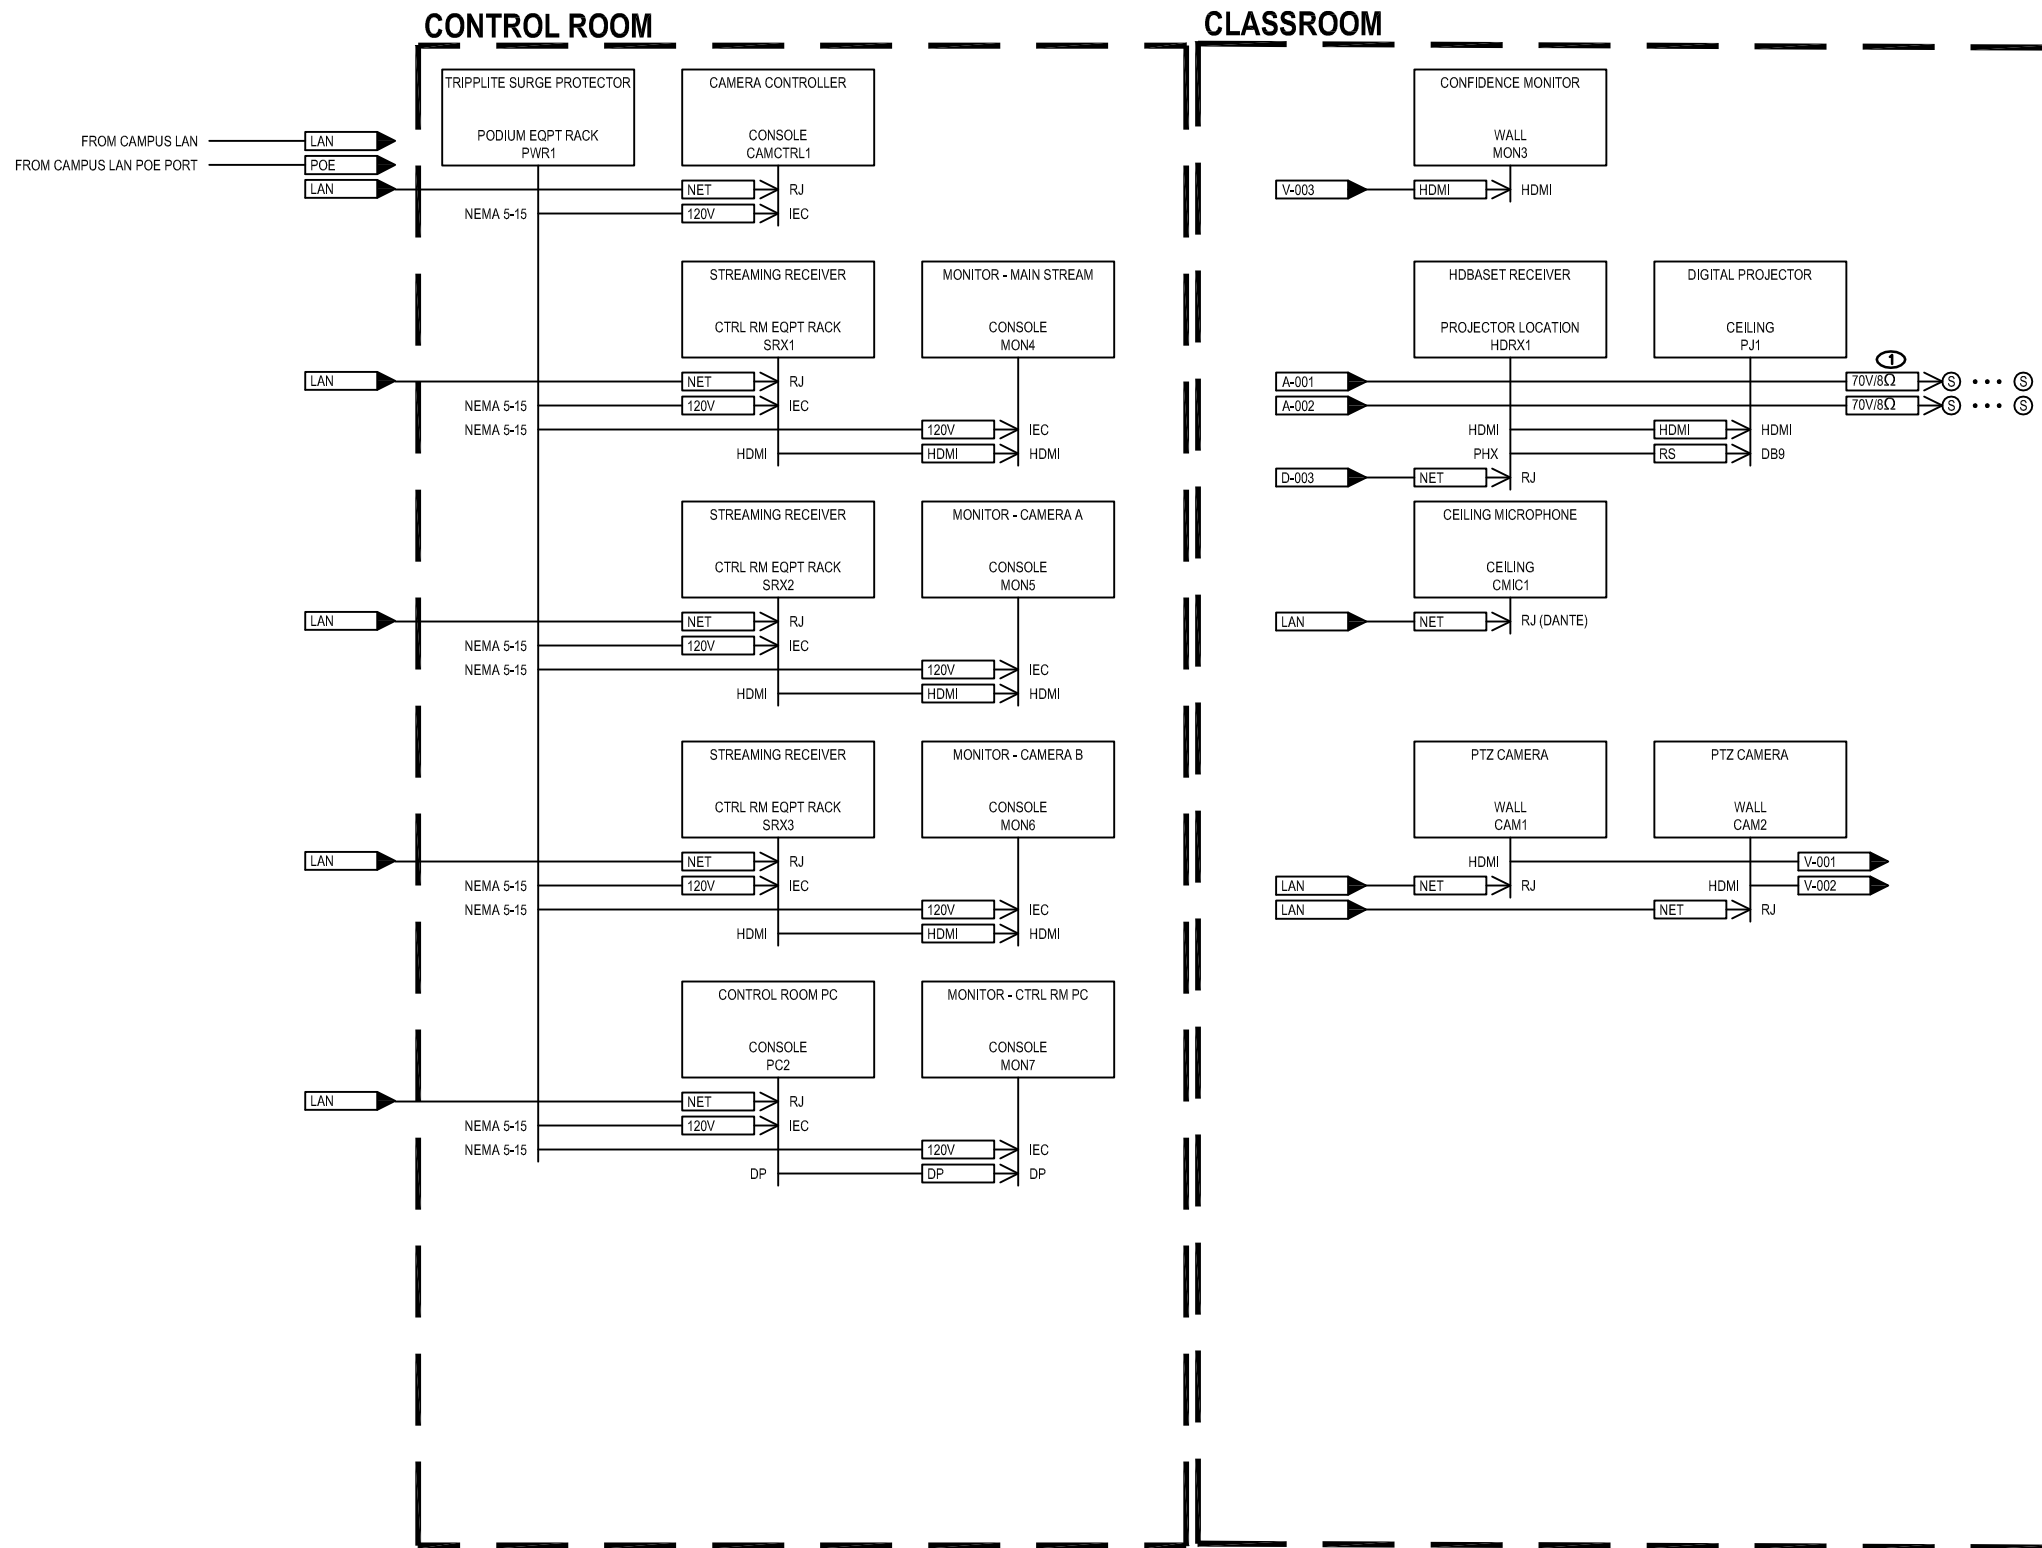 CONTROL ROOM
CLASSROOM
TRIPPLITE SURGE PROTECTOR
PODIUM EQPT RACK
PWR1
CAMERA CONTROLLER
CONSOLE
CAMCTRL1
CONFIDENCE MONITOR
WALL
MON3
FROM CAMPUS LAN
LAN
FROM CAMPUS LAN POE PORT
POE
LAN
NET
RJ
NEMA 5-15
120V
IEC
V-003
HDMI
HDMI
STREAMING RECEIVER
CTRL RM EQPT RACK
SRX1
MONITOR - MAIN STREAM
CONSOLE
MON4
LAN
NET
RJ
NEMA 5-15
120V
IEC
NEMA 5-15
120V
IEC
HDMI
HDMI
HDMI
HDBASET RECEIVER
PROJECTOR LOCATION
HDRX1
DIGITAL PROJECTOR
CEILING
PJ1
1
A-001
70V/8Ω
S
S
A-002
70V/8Ω
S
S
HDMI
HDMI
HDMI
PHX
RS
DB9
D-003
NET
RJ
STREAMING RECEIVER
CTRL RM EQPT RACK
SRX2
MONITOR - CAMERA A
CONSOLE
MON5
LAN
NET
RJ
NEMA 5-15
120V
IEC
NEMA 5-15
120V
IEC
HDMI
HDMI
HDMI
CEILING MICROPHONE
CEILING
CMIC1
LAN
NET
RJ (DANTE)
STREAMING RECEIVER
CTRL RM EQPT RACK
SRX3
MONITOR - CAMERA B
CONSOLE
MON6
LAN
NET
RJ
NEMA 5-15
120V
IEC
NEMA 5-15
120V
IEC
HDMI
HDMI
HDMI
PTZ CAMERA
WALL
CAM1
PTZ CAMERA
WALL
CAM2
HDMI
V-001
LAN
NET
RJ
HDMI
V-002
LAN
NET
RJ
CONTROL ROOM PC
CONSOLE
PC2
MONITOR - CTRL RM PC
CONSOLE
MON7
LAN
NET
RJ
NEMA 5-15
120V
IEC
NEMA 5-15
120V
IEC
DP
DP
DP